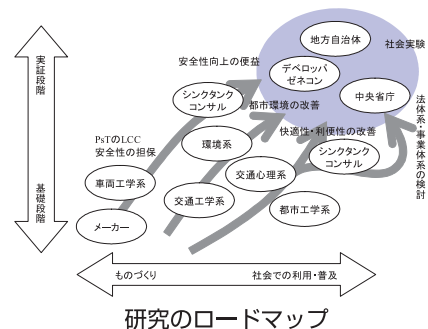 地方自治体
社会実験
安全性向上の便益
デベロッパ
ゼネコン
シンクタンク
コンサル
中央省庁
都市環境の改善
快適性・利便性の改善
環境系
シンクタンク
コンサル
PsTのLCC
安全性の担保
車両工学系
交通心理系
交通工学系
都市工学系
メーカー
法体系・事業体系の検討
実証段階
基礎段階
ものづくり
社会での利用・普及
研究のロードマップ